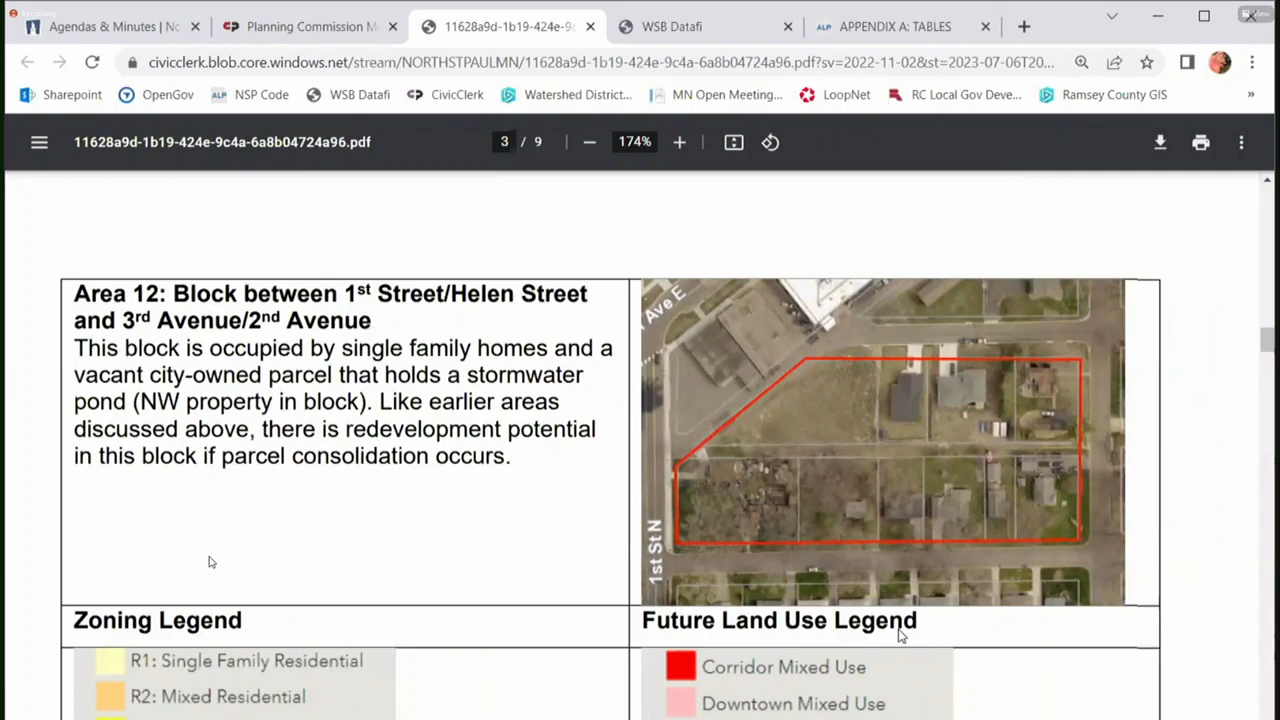 Recording
View
Agendas & Minutes | No
Planning Commission M
11628a9d-1b19-424e-9c
WSB Datafi
APPENDIX A: TABLES
civicclerk.blob.core.windows.net/stream/NORTHSTPAULMN/11628a9d-1b19-424e-9c4a-6a8b04724a96.pdf?sv=2022-11-02&st=2023-07-06T20...
Sharepoint
OpenGov
ALP NSP Code
WSB Datafi
CivicClerk
Watershed District...
MN Open Meeting...
LoopNet
RC Local Gov Deve...
Ramsey County GIS
»
11628a9d-1b19-424e-9c4a-6a8b04724a96.pdf
3 / 9
174%
Area 12: Block between 1st Street/Helen Street
and 3rd Avenue/2nd Avenue
This block is occupied by single family homes and a
vacant city-owned parcel that holds a stormwater
pond (NW property in block). Like earlier areas
discussed above, there is redevelopment potential
in this block if parcel consolidation occurs.
Ave E
1st St N
Zoning Legend
Future Land Use Legend
R1: Single Family Residential
R2: Mixed Residential
Corridor Mixed Use
Downtown Mixed Use